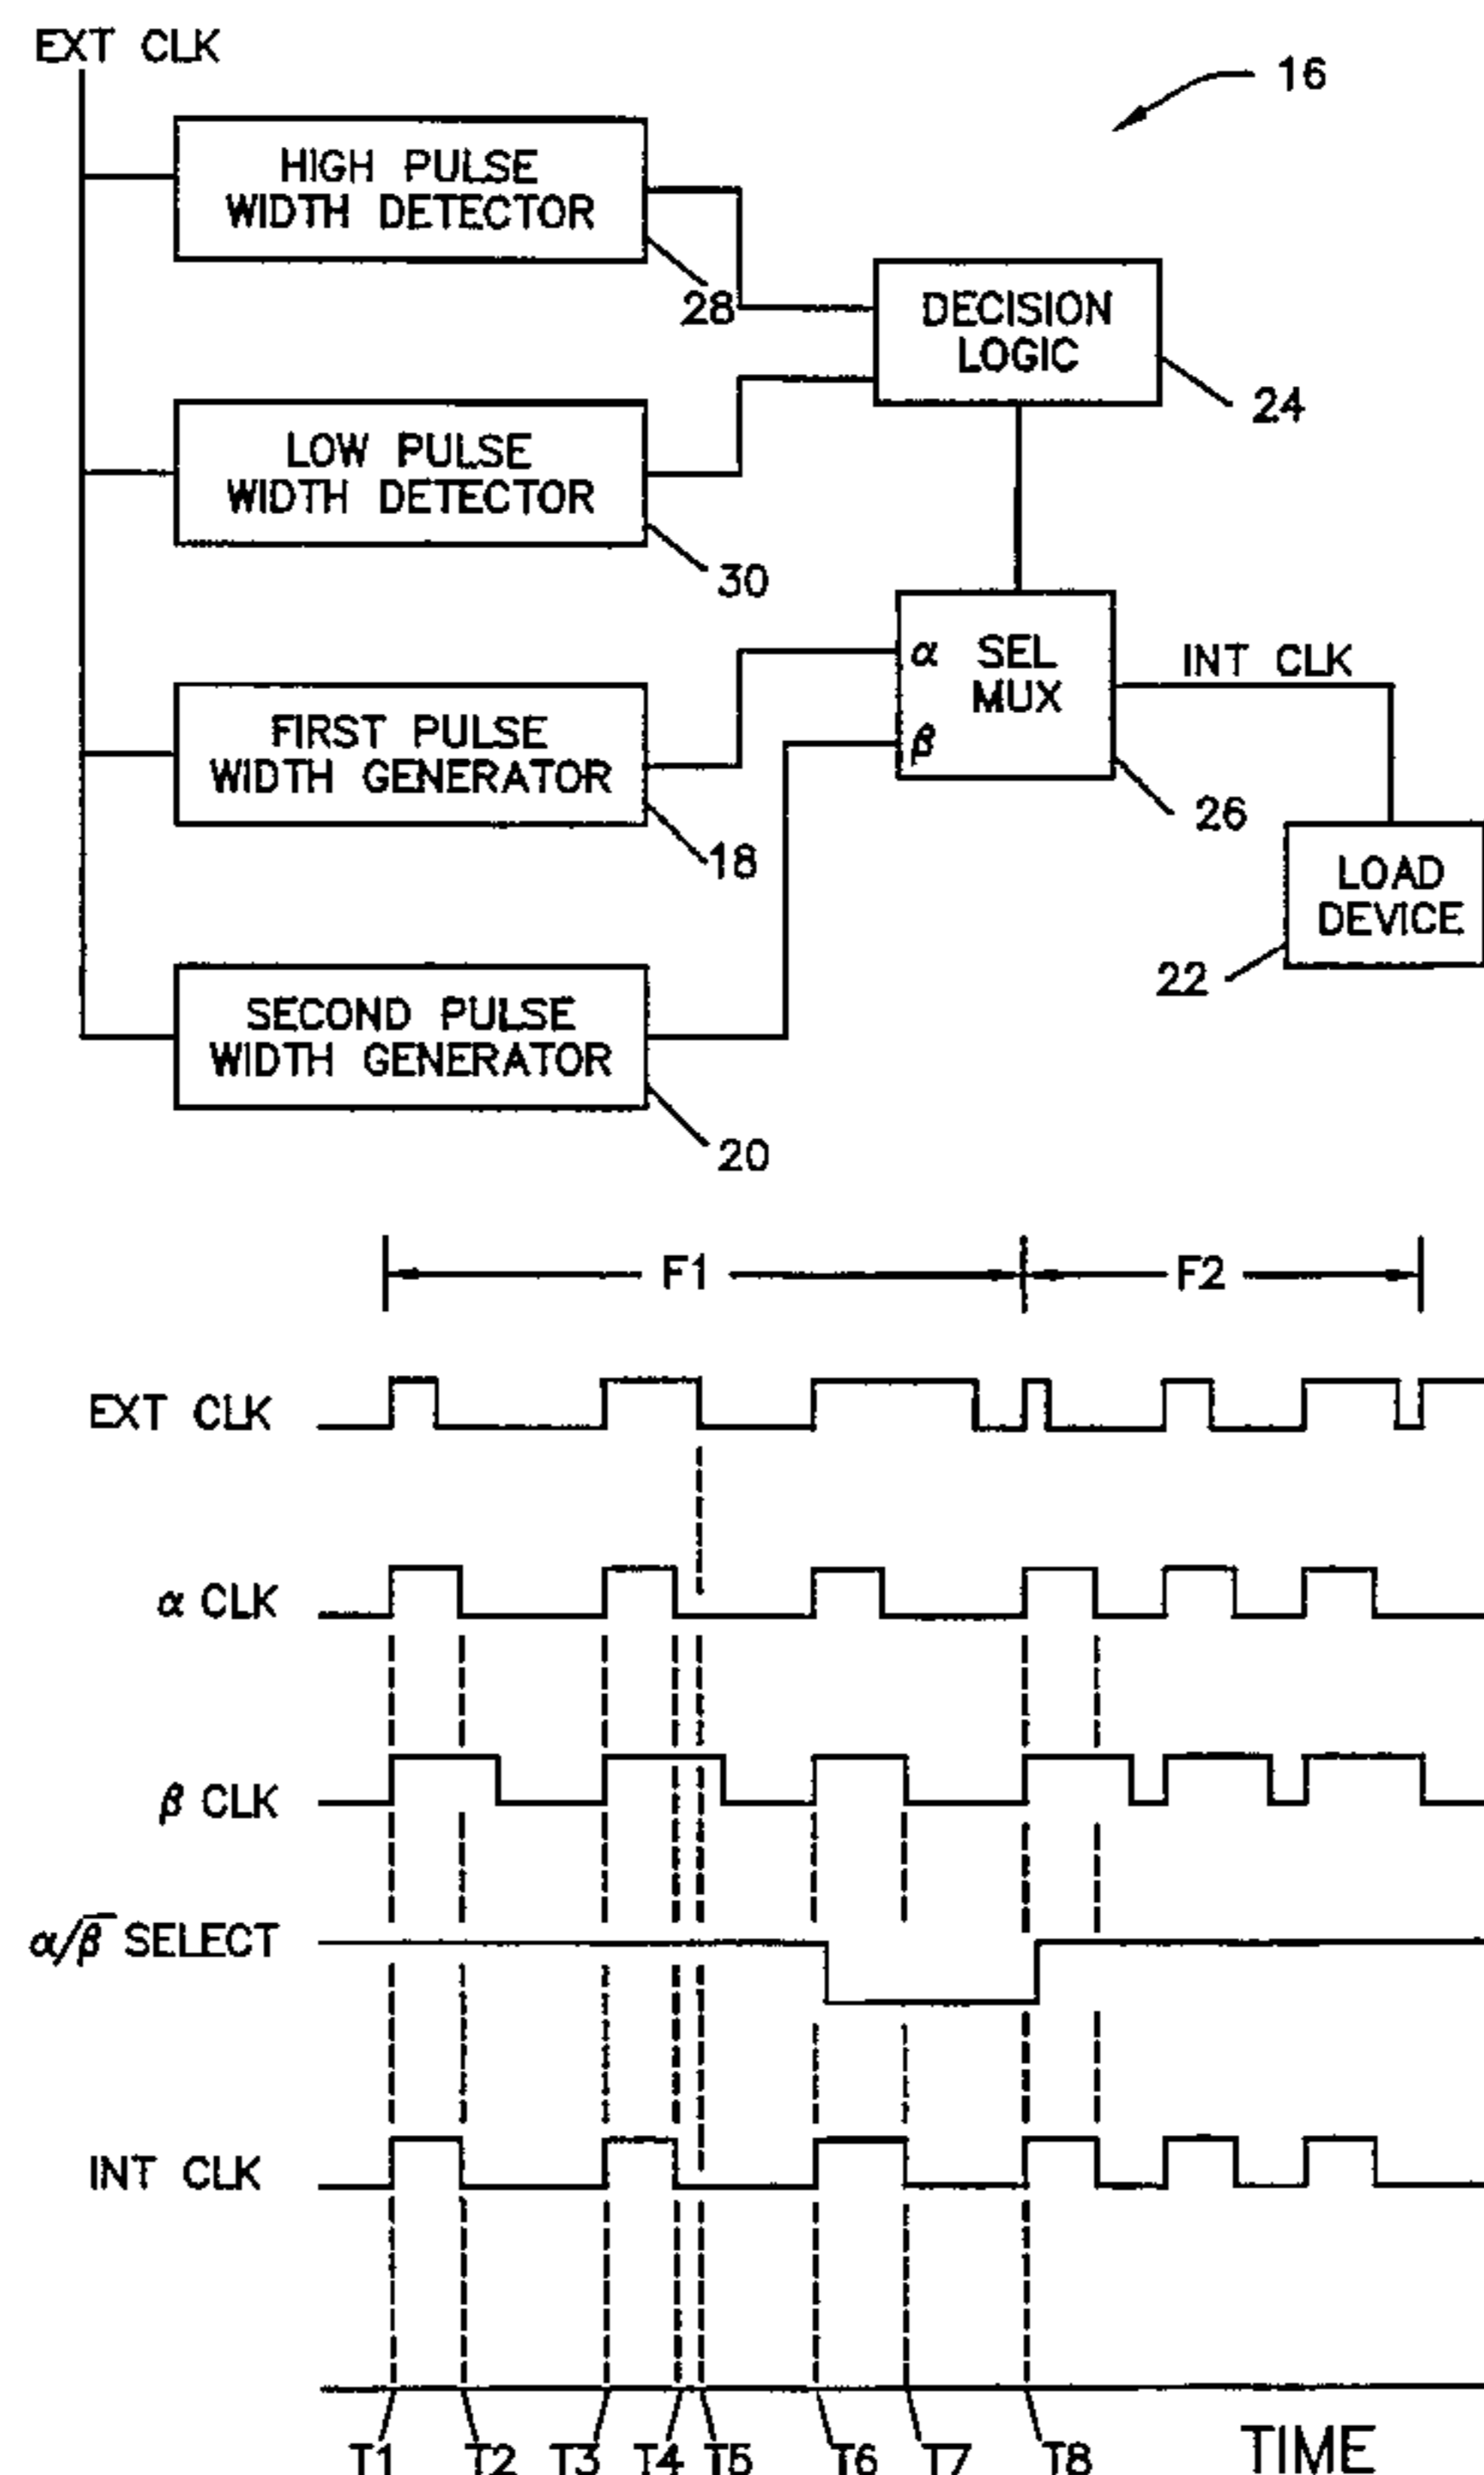 EXT CLK
16
HIGH PULSE
WIDTH DETECTOR
28
DECISION
LOGIC
24
LOW PULSE
WIDTH DETECTOR
30
α SEL
MUX
β
INT CLK
26
FIRST PULSE
WIDTH GENERATOR
18
LOAD
DEVICE
22
SECOND PULSE
WIDTH GENERATOR
20
F1 F2
EXT CLK
α CLK
β CLK
α/β̅ SELECT
INT CLK
T1 T2 T3 T4 T5 T6 T7 T8 TIME